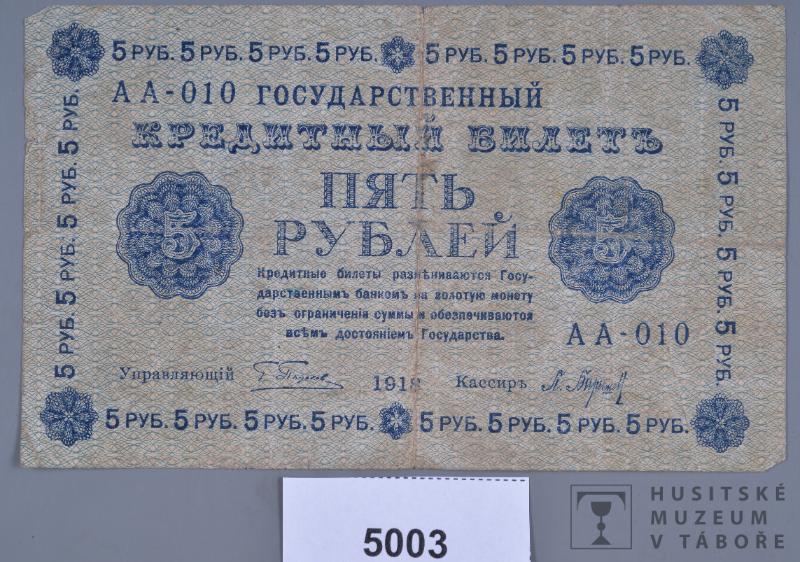 5 РУБ. 5 РУБ. 5 РУБ. 5 РУБ. 5 РУБ. 5 РУБ. 5 РУБ. 5 РУБ.
АА-010 ГОСУДАРСТВЕННЫЙ
КРЕДИТНЫЙ БИЛЕТЪ
ПЯТЬ
РУБЛЕЙ
5
5
Кредитные билеты размѣниваются Госу-
дарственнымъ банкомъ на золотую монету
безъ ограниченія суммы и обезпечиваются
всѣмъ достояніемъ Государства.
АА-010
Управляющій
1918
Кассиръ
5 РУБ. 5 РУБ. 5 РУБ. 5 РУБ. 5 РУБ. 5 РУБ. 5 РУБ. 5 РУБ.
5 РУБ. 5 РУБ. 5 РУБ. 5 РУБ.
5 РУБ. 5 РУБ. 5 РУБ. 5 РУБ.
5003
HUSITSKÉ
MUZEUM
V TÁBOŘE